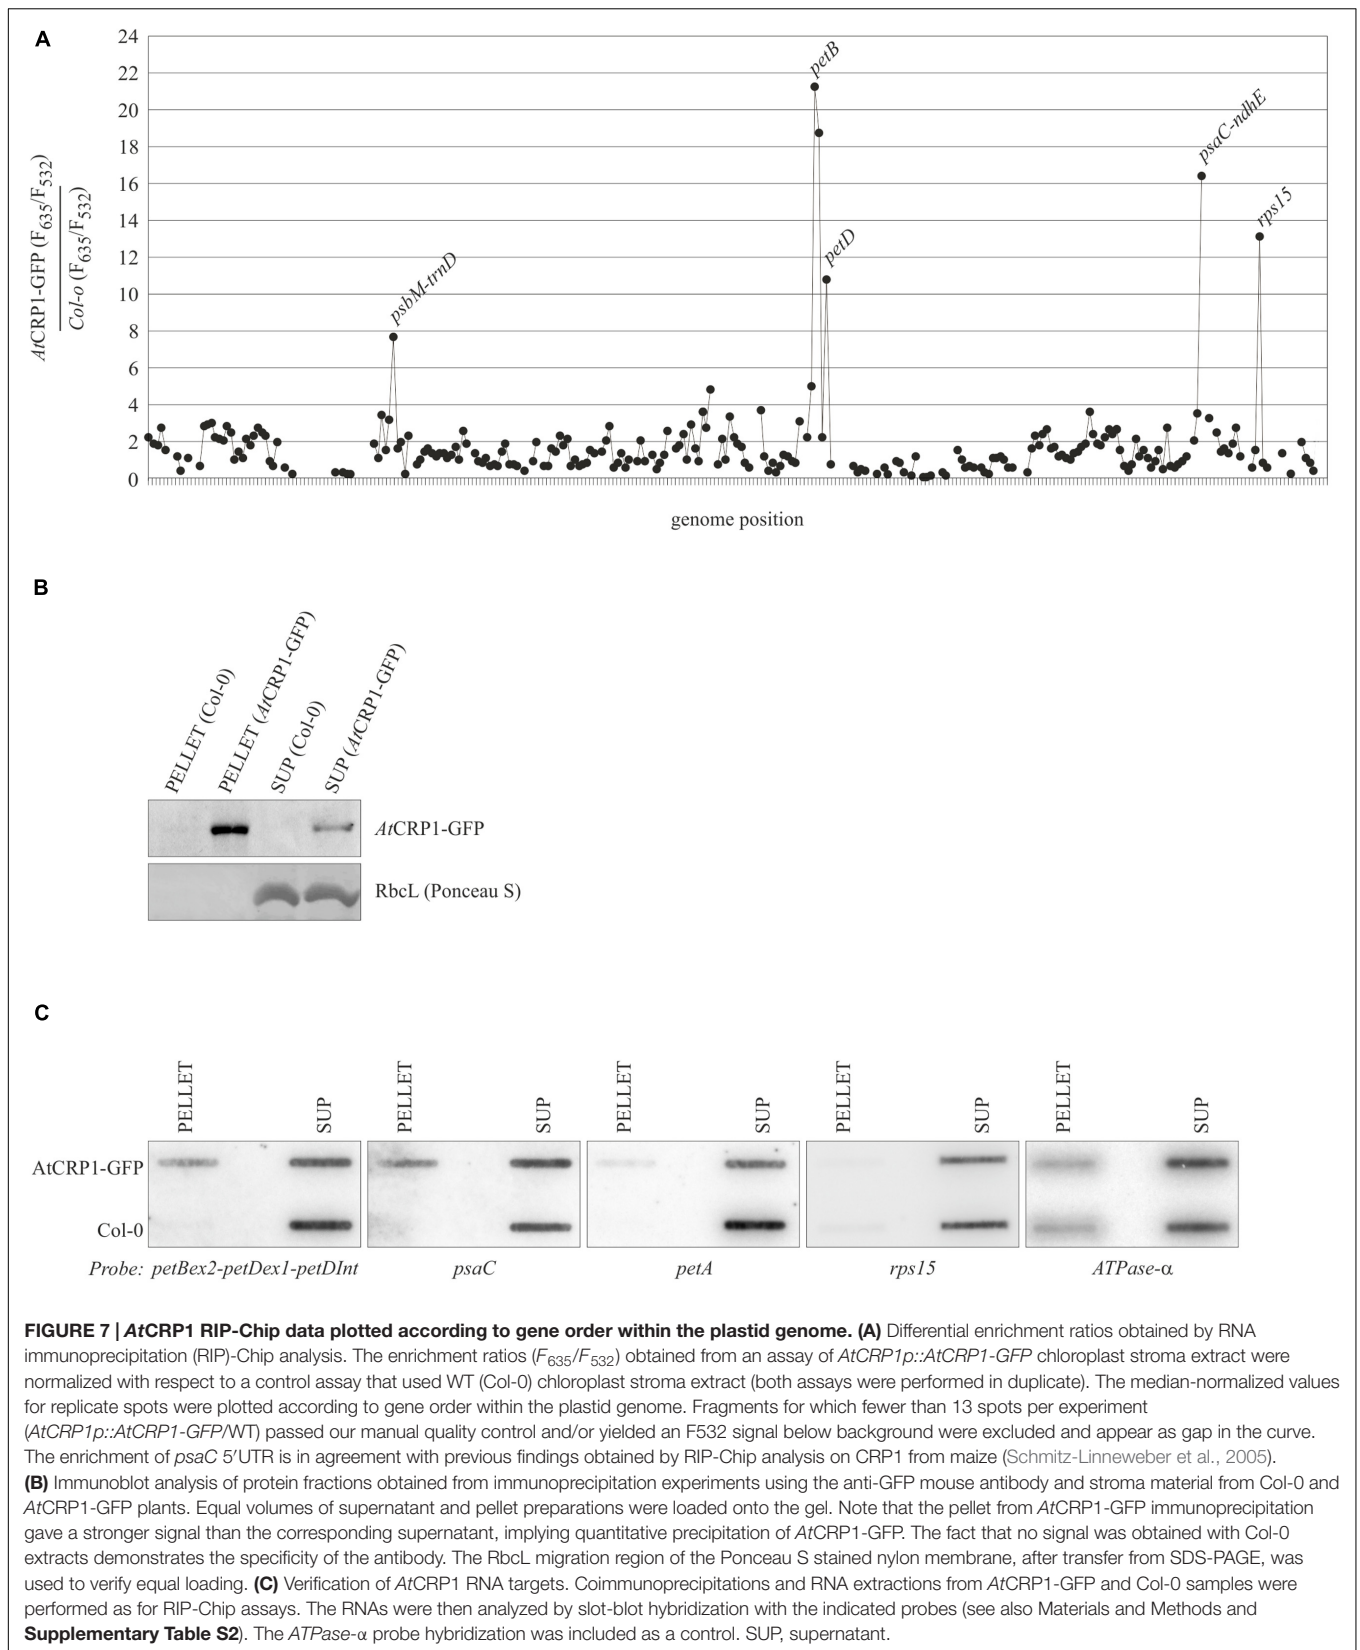 A
24
22
20
18
16
14
12
10
8
6
4
2
0
AtCRP1-GFP (F635/F532)
Col-o (F635/F532)
psbM-trnD
petB
petD
psaC-ndhE
rps15
genome position
B
PELLET (Col-0)
PELLET (AtCRP1-GFP)
SUP (Col-0)
SUP (AtCRP1-GFP)
AtCRP1-GFP
RbcL (Ponceau S)
C
PELLET SUP PELLET SUP PELLET SUP PELLET SUP PELLET SUP
AtCRP1-GFP
Col-0
Probe: petBex2-petDex1-petDInt psaC petA rps15 ATPase-α
FIGURE 7 | AtCRP1 RIP-Chip data plotted according to gene order within the plastid genome. (A) Differential enrichment ratios obtained by RNA
immunoprecipitation (RIP)-Chip analysis. The enrichment ratios (F635/F532) obtained from an assay of AtCRP1p::AtCRP1-GFP chloroplast stroma extract were
normalized with respect to a control assay that used WT (Col-0) chloroplast stroma extract (both assays were performed in duplicate). The median-normalized values
for replicate spots were plotted according to gene order within the plastid genome. Fragments for which fewer than 13 spots per experiment
(AtCRP1p::AtCRP1-GFP/WT) passed our manual quality control and/or yielded an F532 signal below background were excluded and appear as gap in the curve.
The enrichment of psaC 5′UTR is in agreement with previous findings obtained by RIP-Chip analysis on CRP1 from maize (Schmitz-Linneweber et al., 2005).
(B) Immunoblot analysis of protein fractions obtained from immunoprecipitation experiments using the anti-GFP mouse antibody and stroma material from Col-0 and
AtCRP1-GFP plants. Equal volumes of supernatant and pellet preparations were loaded onto the gel. Note that the pellet from AtCRP1-GFP immunoprecipitation
gave a stronger signal than the corresponding supernatant, implying quantitative precipitation of AtCRP1-GFP. The fact that no signal was obtained with Col-0
extracts demonstrates the specificity of the antibody. The RbcL migration region of the Ponceau S stained nylon membrane, after transfer from SDS-PAGE, was
used to verify equal loading. (C) Verification of AtCRP1 RNA targets. Coimmunoprecipitations and RNA extractions from AtCRP1-GFP and Col-0 samples were
performed as for RIP-Chip assays. The RNAs were then analyzed by slot-blot hybridization with the indicated probes (see also Materials and Methods and
Supplementary Table S2). The ATPase-α probe hybridization was included as a control. SUP, supernatant.